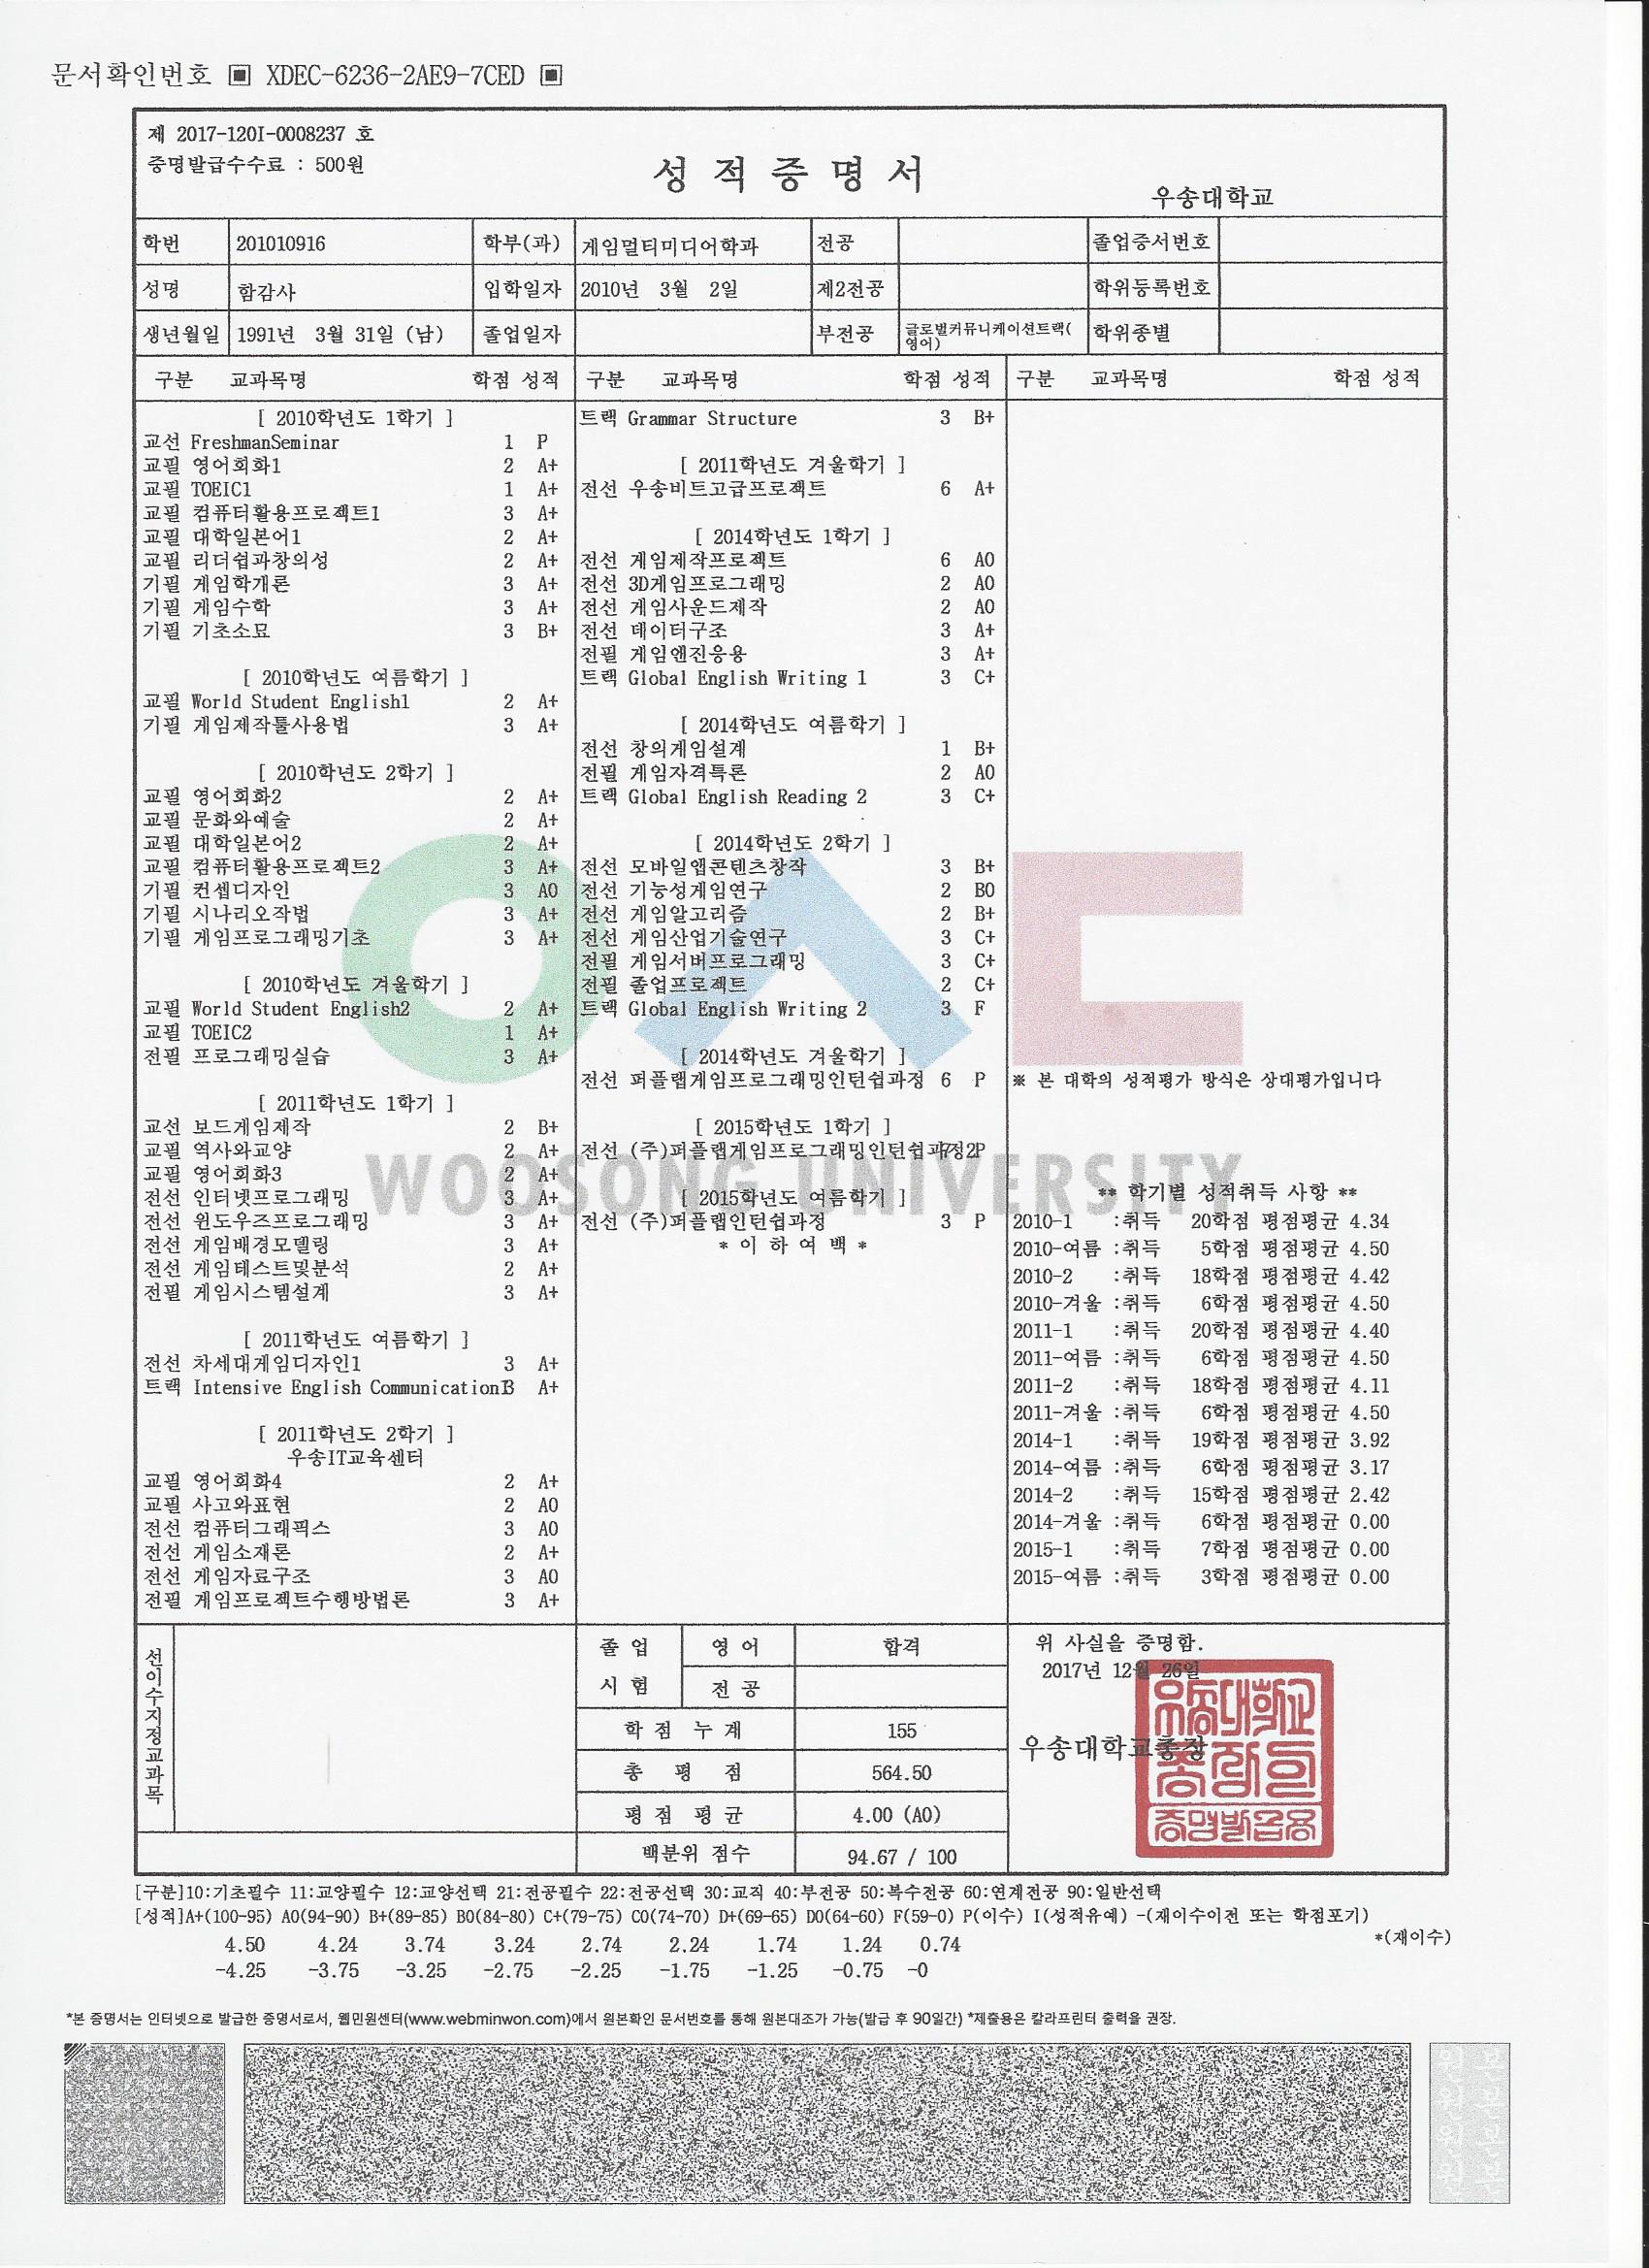 문서확인번호 ▣ XDEC-6236-2AE9-7CED ▣
제 2017-120I-0008237 호
증명발급수수료 : 500원
성 적 증 명 서
우송대학교
학번 201010916 학부(과) 게임멀티미디어학과 전공 졸업증서번호
성명 함감사 입학일자 2010년 3월 2일 제2전공 학위등록번호
생년월일 1991년 3월 31일 (남) 졸업일자 부전공 글로벌커뮤니케이션트랙(영어) 학위종별
구분 교과목명 학점 성적
[ 2010학년도 1학기 ]
교선 FreshmanSeminar 1 P
교필 영어회화1 2 A+
교필 TOEIC1 1 A+
교필 컴퓨터활용프로젝트1 3 A+
교필 대학일본어1 2 A+
교필 리더쉽과창의성 2 A+
기필 게임학개론 3 A+
기필 게임수학 3 A+
기필 기초소묘 3 B+
[ 2010학년도 여름학기 ]
교필 World Student English1 2 A+
기필 게임제작툴사용법 3 A+
[ 2010학년도 2학기 ]
교필 영어회화2 2 A+
교필 문화와예술 2 A+
교필 대학일본어2 2 A+
교필 컴퓨터활용프로젝트2 3 A+
기필 컨셉디자인 3 A0
기필 시나리오작법 3 A+
기필 게임프로그래밍기초 3 A+
[ 2010학년도 겨울학기 ]
교필 World Student English2 2 A+
교필 TOEIC2 1 A+
전필 프로그래밍실습 3 A+
[ 2011학년도 1학기 ]
교선 보드게임제작 2 B+
교필 역사와교양 2 A+
교필 영어회화3 2 A+
전선 인터넷프로그래밍 3 A+
전선 윈도우즈프로그래밍 3 A+
전선 게임배경모델링 3 A+
전선 게임테스트및분석 2 A+
전필 게임시스템설계 3 A+
[ 2011학년도 여름학기 ]
전선 차세대게임디자인1 3 A+
트랙 Intensive English Communication1 3 A+
[ 2011학년도 2학기 ]
우송IT교육센터
교필 영어회화4 2 A+
교필 사고와표현 2 A0
전선 컴퓨터그래픽스 3 A0
전선 게임소재론 2 A+
전선 게임자료구조 3 A0
전필 게임프로젝트수행방법론 3 A+
구분 교과목명 학점 성적
트랙 Grammar Structure 3 B+
[ 2011학년도 겨울학기 ]
전선 우송비트고급프로젝트 6 A+
[ 2014학년도 1학기 ]
전선 게임제작프로젝트 6 A0
전선 3D게임프로그래밍 2 A0
전선 게임사운드제작 2 A0
전선 데이터구조 3 A+
전필 게임엔진응용 3 A+
트랙 Global English Writing 1 3 C+
[ 2014학년도 여름학기 ]
전선 창의게임설계 1 B+
전필 게임자격특론 2 A0
트랙 Global English Reading 2 3 C+
[ 2014학년도 2학기 ]
전선 모바일앱콘텐츠창작 3 B+
전선 기능성게임연구 2 B0
전선 게임알고리즘 2 B+
전선 게임산업기술연구 3 C+
전필 게임서버프로그래밍 3 C+
전필 졸업프로젝트 2 C+
트랙 Global English Writing 2 3 F
[ 2014학년도 겨울학기 ]
전선 퍼플랩게임프로그래밍인턴쉽과정 6 P
[ 2015학년도 1학기 ]
전선 (주)퍼플랩게임프로그래밍인턴쉽과정2 7 P
[ 2015학년도 여름학기 ]
전선 (주)퍼플랩인턴쉽과정 3 P
* 이 하 여 백 *
구분 교과목명 학점 성적
※ 본 대학의 성적평가 방식은 상대평가입니다
WOOSONG UNIVERSITY
** 학기별 성적취득 사항 **
2010-1 :취득 20학점 평점평균 4.34
2010-여름 :취득 5학점 평점평균 4.50
2010-2 :취득 18학점 평점평균 4.42
2010-겨울 :취득 6학점 평점평균 4.50
2011-1 :취득 20학점 평점평균 4.40
2011-여름 :취득 6학점 평점평균 4.50
2011-2 :취득 18학점 평점평균 4.11
2011-겨울 :취득 6학점 평점평균 4.50
2014-1 :취득 19학점 평점평균 3.92
2014-여름 :취득 6학점 평점평균 3.17
2014-2 :취득 15학점 평점평균 2.42
2014-겨울 :취득 6학점 평점평균 0.00
2015-1 :취득 7학점 평점평균 0.00
2015-여름 :취득 3학점 평점평균 0.00
선이수지정교과목
졸 업 시 험 영 어 합격
전 공
학 점 누 계 155
총 평 점 564.50
평 점 평 균 4.00 (A0)
백분위 점수 94.67 / 100
위 사실을 증명함.
2017년 12월 26일
우송대학교총장
우송대학교총장의인
증명발급용
[구분]10:기초필수 11:교양필수 12:교양선택 21:전공필수 22:전공선택 30:교직 40:부전공 50:복수전공 60:연계전공 90:일반선택
[성적]A+(100-95) A0(94-90) B+(89-85) B0(84-80) C+(79-75) C0(74-70) D+(69-65) D0(64-60) F(59-0) P(이수) I(성적유예) -(재이수이전 또는 학점포기)
4.50 4.24 3.74 3.24 2.74 2.24 1.74 1.24 0.74 *(재이수)
-4.25 -3.75 -3.25 -2.75 -2.25 -1.75 -1.25 -0.75 -0
*본 증명서는 인터넷으로 발급한 증명서로서, 웹민원센터(www.webminwon.com)에서 원본확인 문서번호를 통해 원본대조가 가능(발급 후 90일간) *제출용은 칼라프린터 출력을 권장.